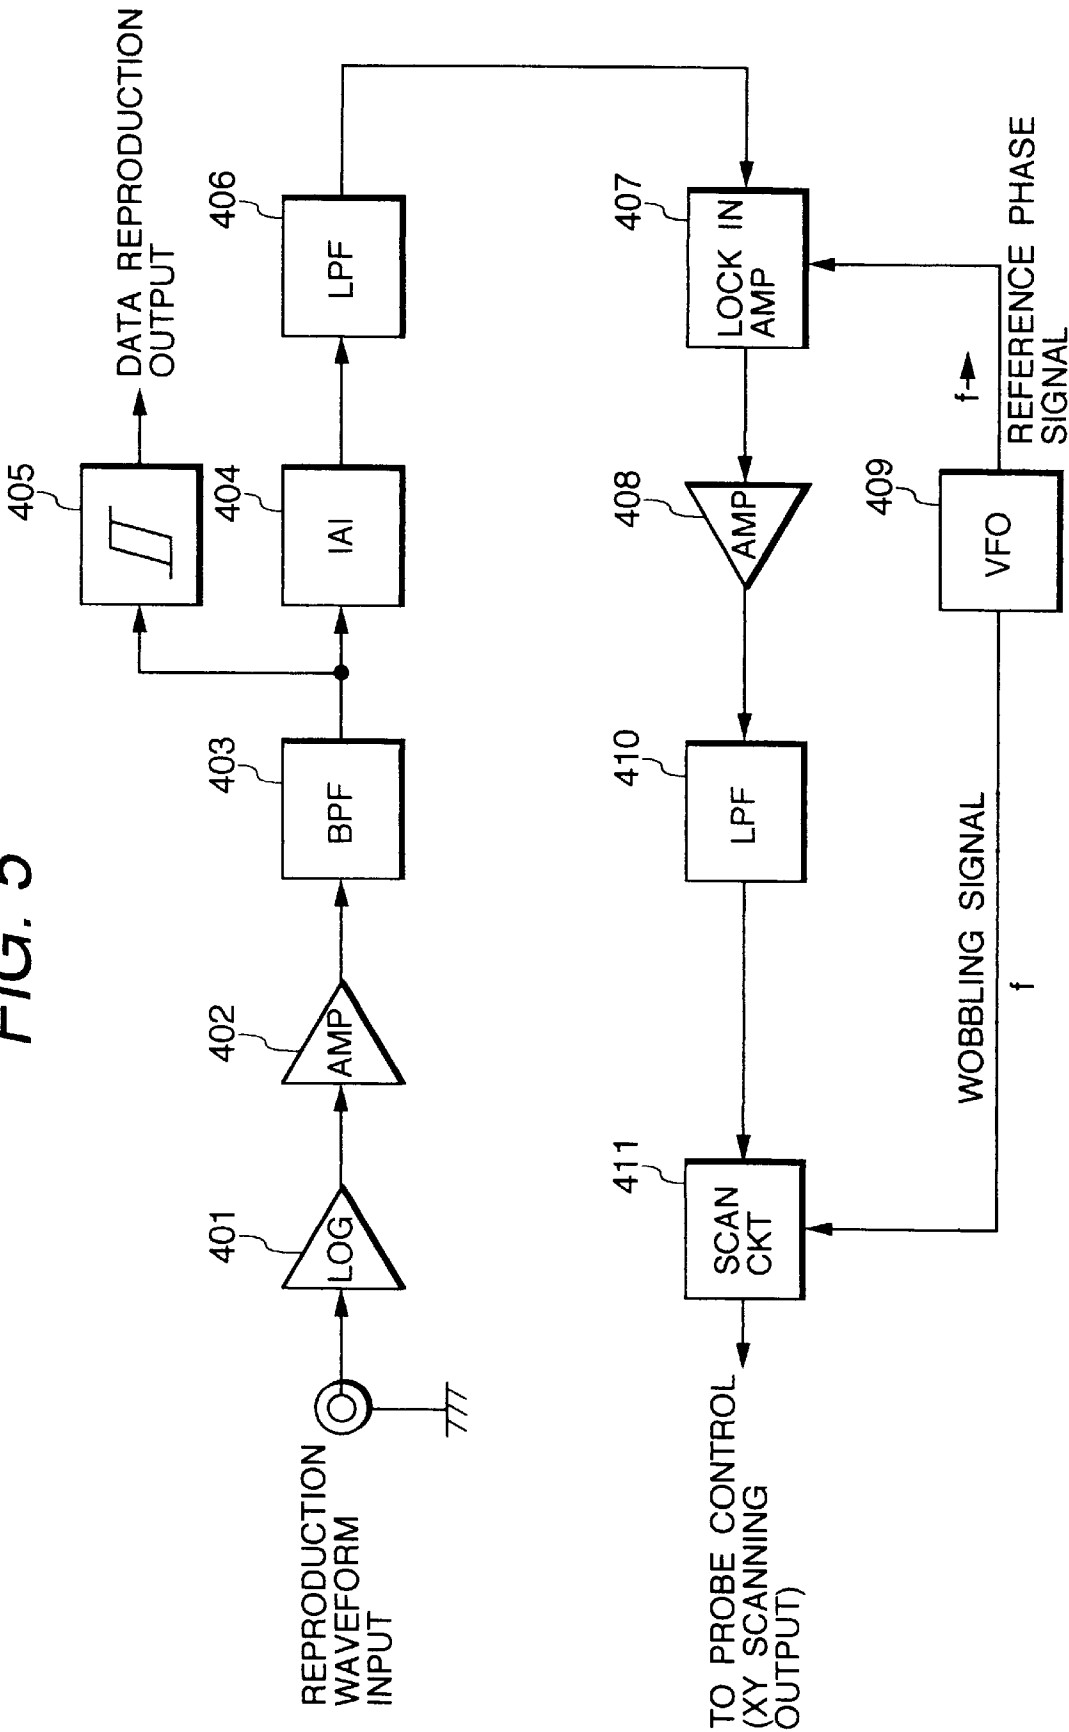 FIG. 5
405
DATA REPRODUCTION
OUTPUT
401
LOG
402
AMP
403
BPF
404
IAI
406
LPF
REPRODUCTION
WAVEFORM
INPUT
411
SCAN
CKT
410
LPF
408
AMP
407
LOCK IN
AMP
TO PROBE CONTROL
(XY SCANNING
OUTPUT)
WOBBLING SIGNAL
f
409
VFO
f
REFERENCE PHASE
SIGNAL